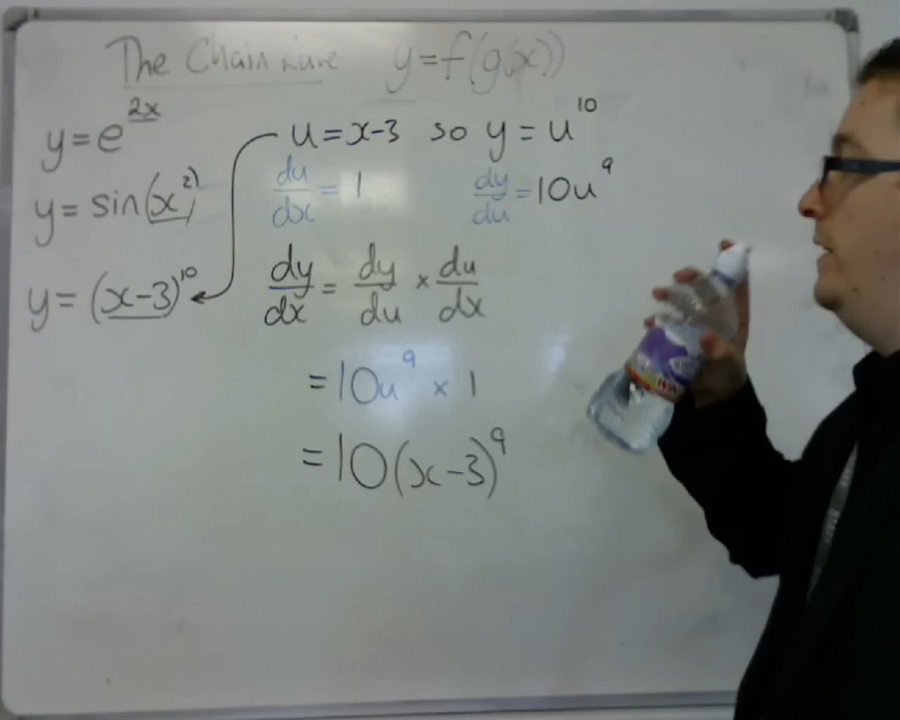 The Chain Rule y=f(g(x))
y=e^2x
y=sin(x^2)
y=(x-3)^10
u=x-3 so y=u^10
du/dx=1 dy/du=10u^9
dy/dx=dy/du×du/dx
=10u^9×1
=10(x-3)^9